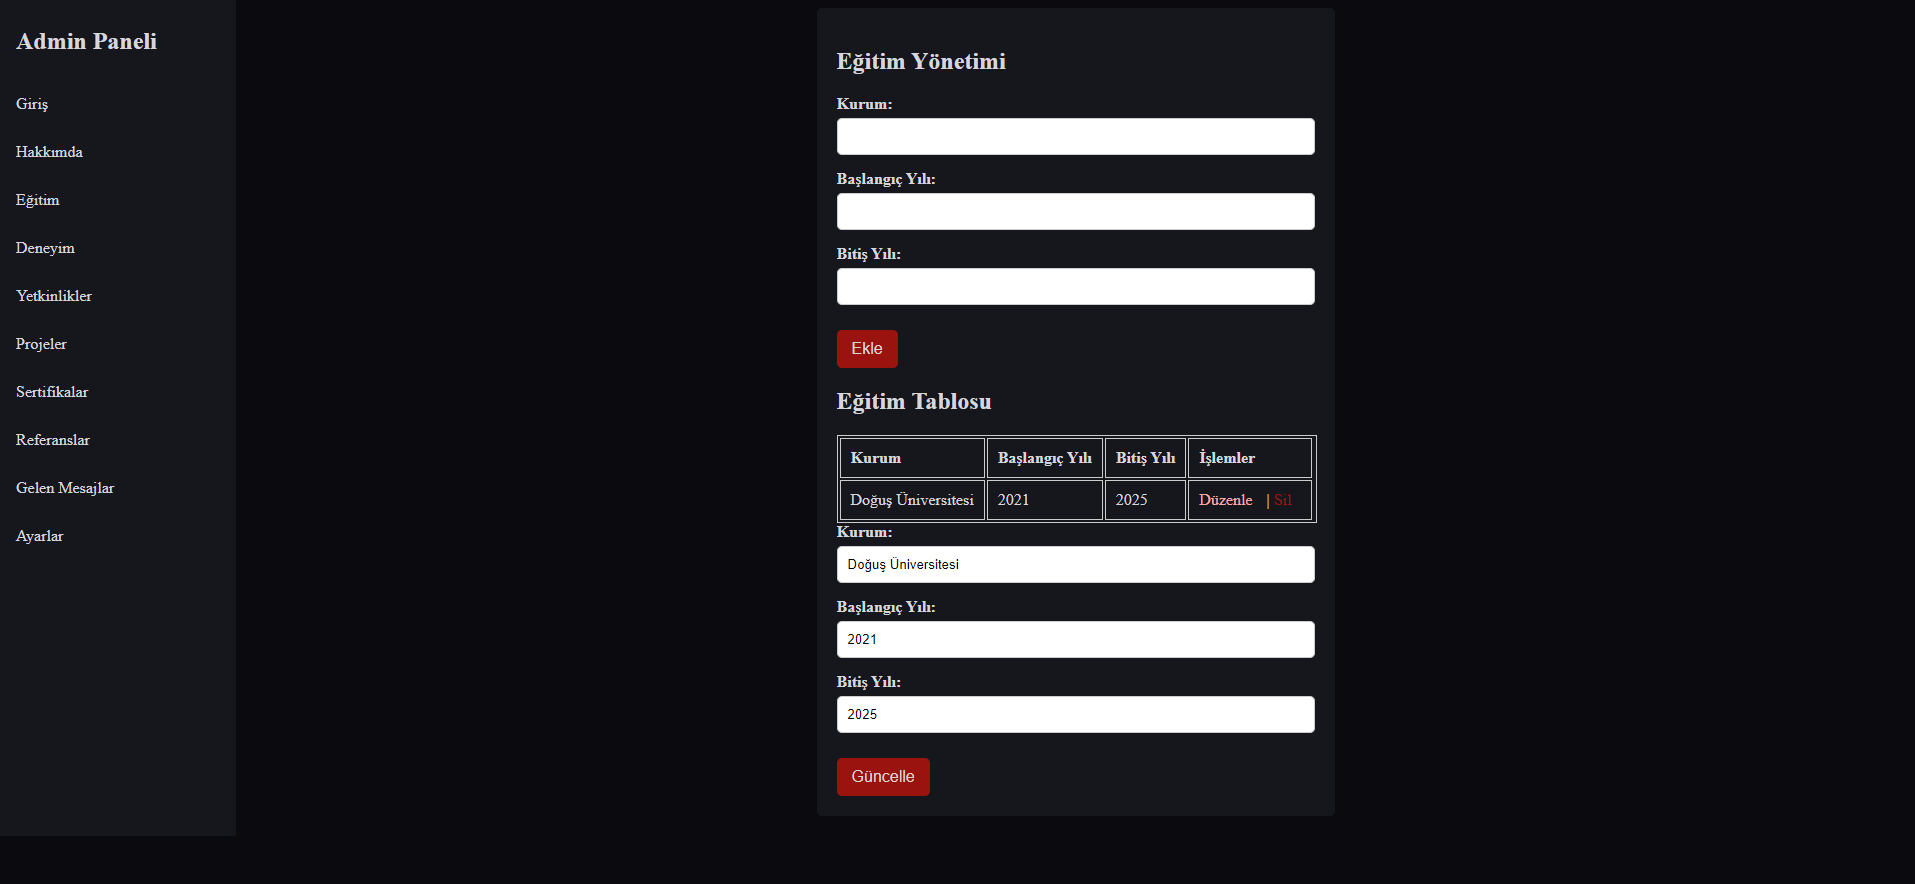 Admin Paneli
Giriş
Hakkımda
Eğitim
Deneyim
Yetkinlikler
Projeler
Sertifikalar
Referanslar
Gelen Mesajlar
Ayarlar
Eğitim Yönetimi
Kurum:
Başlangıç Yılı:
Bitiş Yılı:
Ekle
Eğitim Tablosu
Kurum Başlangıç Yılı Bitiş Yılı İşlemler
Doğuş Üniversitesi 2021 2025 Düzenle | Sil
Kurum:
Doğuş Üniversitesi
Başlangıç Yılı:
2021
Bitiş Yılı:
2025
Güncelle